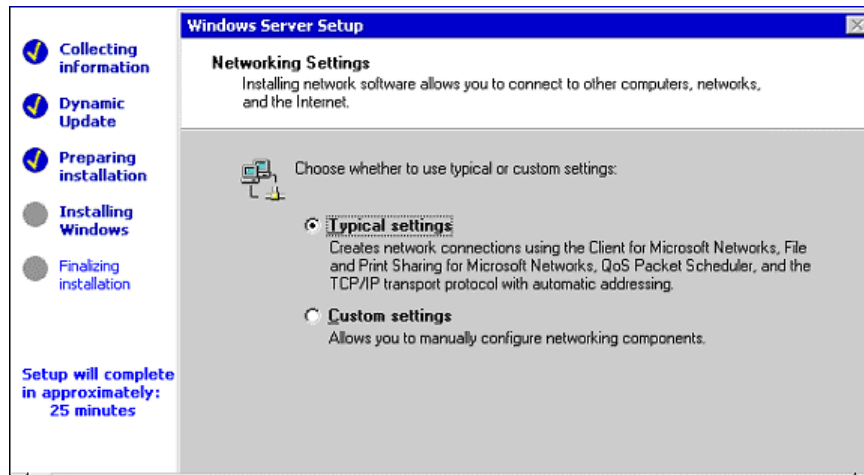 Windows Server Setup
Collecting
information
Dynamic
Update
Preparing
installation
Installing
Windows
Finalizing
installation
Setup will complete
in approximately:
25 minutes
Networking Settings
Installing network software allows you to connect to other computers, networks,
and the Internet.
Choose whether to use typical or custom settings:
Typical settings
Creates network connections using the Client for Microsoft Networks, File
and Print Sharing for Microsoft Networks, QoS Packet Scheduler, and the
TCP/IP transport protocol with automatic addressing.
Custom settings
Allows you to manually configure networking components.